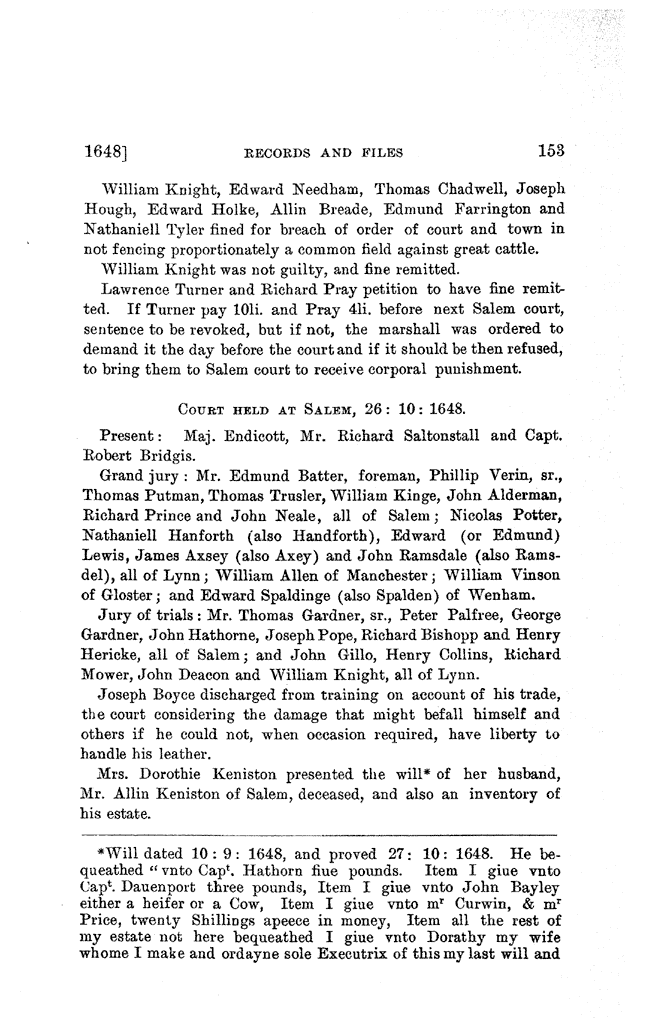 1648] RECORDS AND FILES 153
William Knight, Edward Needham, Thomas Chadwell, Joseph
Hough, Edward Holke, Allin Breade, Edmund Farrington and
Nathaniell Tyler fined for breach of order of court and town in
not fencing proportionately a common field against great cattle.
William Knight was not guilty, and fine remitted.
Lawrence Turner and Richard Pray petition to have fine remit-
ted. If Turner pay 10li. and Pray 4li. before next Salem court,
sentence to be revoked, but if not, the marshall was ordered to
demand it the day before the court and if it should be then refused,
to bring them to Salem court to receive corporal punishment.
COURT HELD AT SALEM, 26: 10: 1648.
Present: Maj. Endicott, Mr. Richard Saltonstall and Capt.
Robert Bridgis.
Grand jury: Mr. Edmund Batter, foreman, Phillip Verin, sr.,
Thomas Putman, Thomas Trusler, William Kinge, John Alderman,
Richard Prince and John Neale, all of Salem; Nicolas Potter,
Nathaniell Hanforth (also Handforth), Edward (or Edmund)
Lewis, James Axsey (also Axey) and John Ramsdale (also Rams-
del), all of Lynn; William Allen of Manchester; William Vinson
of Gloster; and Edward Spaldinge (also Spalden) of Wenham.
Jury of trials: Mr. Thomas Gardner, sr., Peter Palfree, George
Gardner, John Hathorne, Joseph Pope, Richard Bishopp and Henry
Hericke, all of Salem; and John Gillo, Henry Collins, Richard
Mower, John Deacon and William Knight, all of Lynn.
Joseph Boyce discharged from training on account of his trade,
the court considering the damage that might befall himself and
others if he could not, when occasion required, have liberty to
handle his leather.
Mrs. Dorothie Keniston presented the will* of her husband,
Mr. Allin Keniston of Salem, deceased, and also an inventory of
his estate.
*Will dated 10: 9: 1648, and proved 27: 10: 1648. He be-
queathed "vnto Capᵗ. Hathorn fiue pounds. Item I giue vnto
Capᵗ. Dauenport three pounds, Item I giue vnto John Bayley
either a heifer or a Cow, Item I giue vnto mʳ Curwin, & mʳ
Price, twenty Shillings apeece in money, Item all the rest of
my estate not here bequeathed I giue vnto Dorathy my wife
whome I make and ordayne sole Executrix of this my last will and